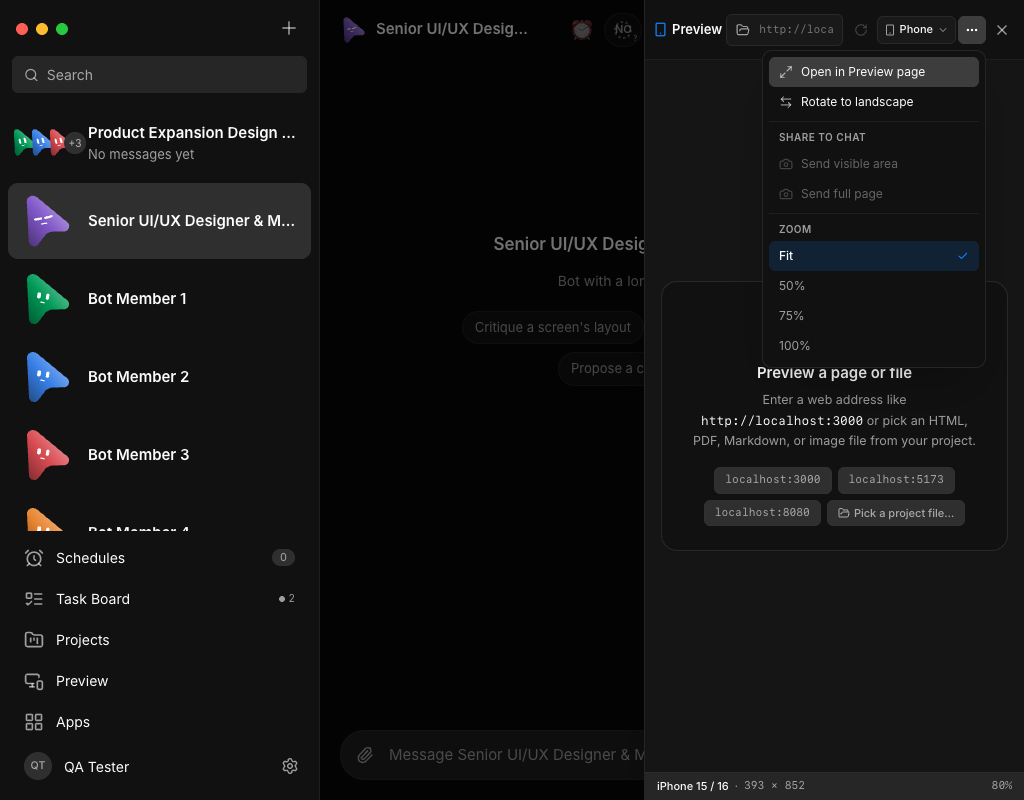 Search
Product Expansion Design ...
No messages yet
+3
Senior UI/UX Designer & M...
Bot Member 1
Bot Member 2
Bot Member 3
Bot Member 4
Schedules
0
Task Board
2
Projects
Preview
Apps
QT
QA Tester
Senior UI/UX Desig...
Senior UI/UX Desig
Bot with a lon
Critique a screen's layout
Propose a c
Message Senior UI/UX Designer & M
Preview
http://loca
Phone
Open in Preview page
Rotate to landscape
SHARE TO CHAT
Send visible area
Send full page
ZOOM
Fit
50%
75%
100%
Preview a page or file
Enter a web address like
http://localhost:3000 or pick an HTML,
PDF, Markdown, or image file from your project.
localhost:3000
localhost:5173
localhost:8080
Pick a project file...
iPhone 15 / 16 · 393 × 852
80%